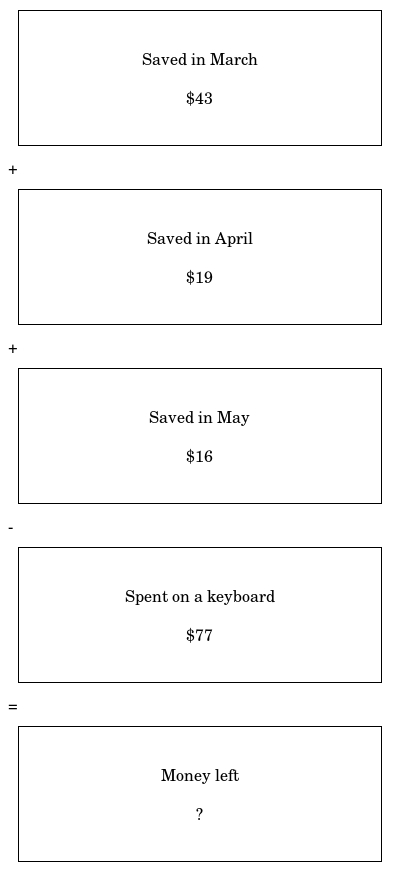 Saved in March
$43
+
Saved in April
$19
+
Saved in May
$16
-
Spent on a keyboard
$77
=
Money left
?